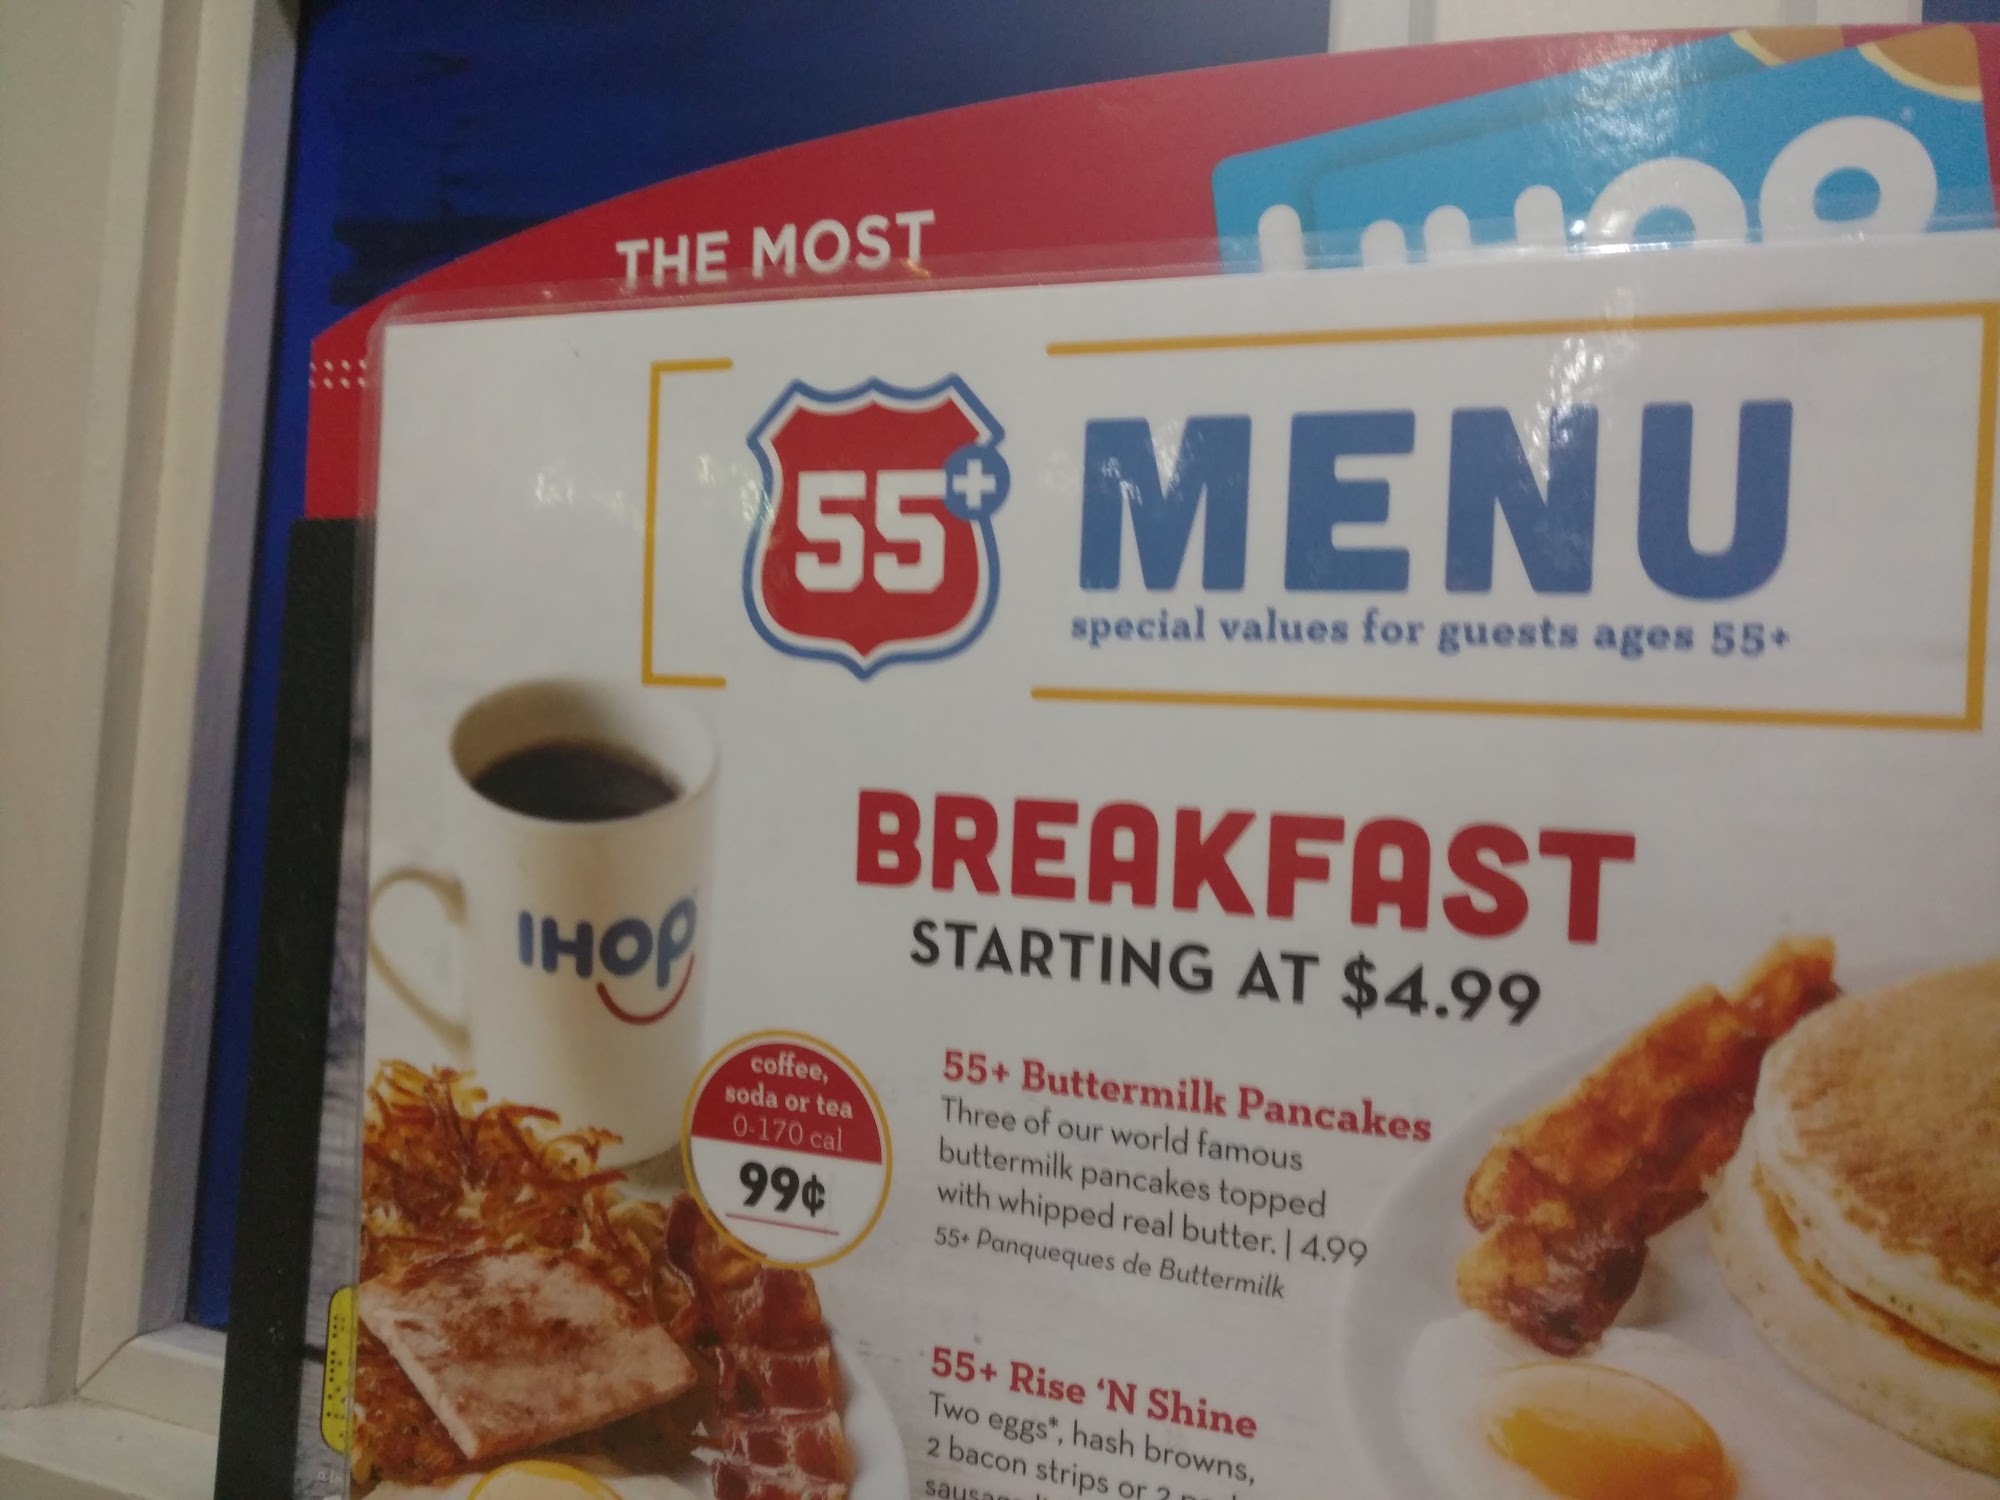 THE MOST
55+
MENU
special values for guests ages 55+
IHOP
BREAKFAST
STARTING AT $4.99
coffee,
soda or tea
0-170 cal
99¢
55+ Buttermilk Pancakes
Three of our world famous
buttermilk pancakes topped
with whipped real butter. | 4.99
55+ Panqueques de Buttermilk
55+ Rise ‘N Shine
Two eggs*, hash browns,
2 bacon strips or 2